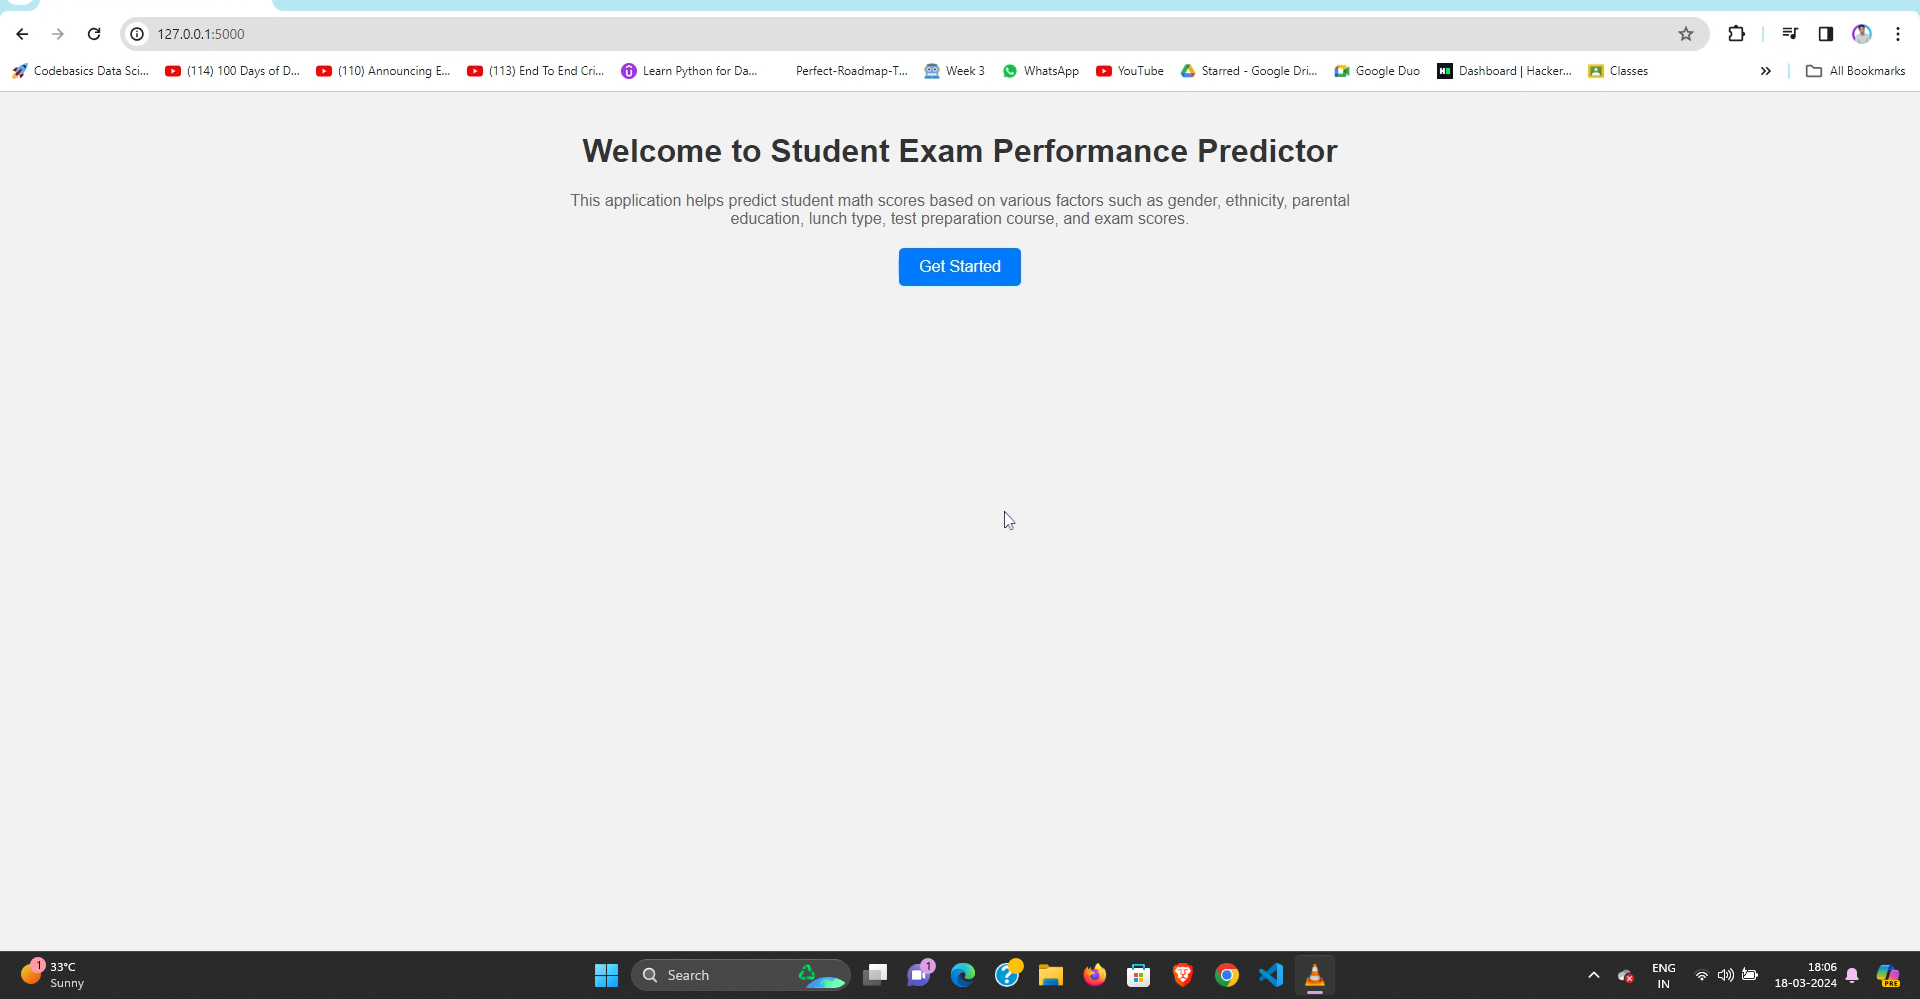 127.0.0.1:5000
Codebasics Data Sci...
(114) 100 Days of D...
(110) Announcing E...
(113) End To End Cri...
Learn Python for Da...
Perfect-Roadmap-T...
Week 3
WhatsApp
YouTube
Starred - Google Dri...
Google Duo
Dashboard | Hacker...
Classes
All Bookmarks
Welcome to Student Exam Performance Predictor
This application helps predict student math scores based on various factors such as gender, ethnicity, parental
education, lunch type, test preparation course, and exam scores.
Get Started
1
33°C
Sunny
Search
1
ENG
IN
18:06
18-03-2024
PRE